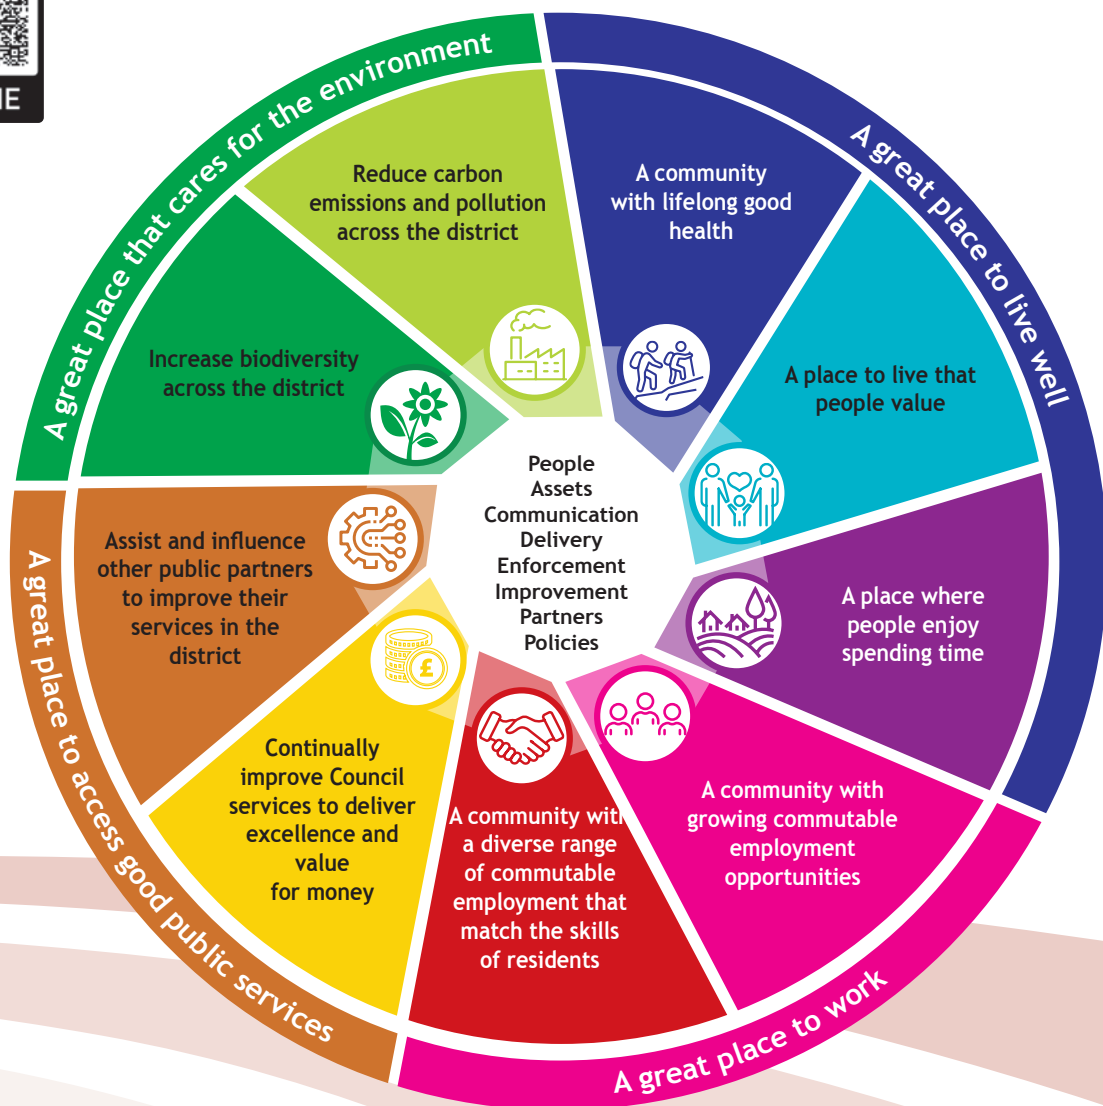 A great place that cares for the environment
Reduce carbon
emissions and pollution
across the district
Increase biodiversity
across the district
A great place to live well
A community
with lifelong good
health
A place to live that
people value
A place where
people enjoy
spending time
A great place to work
A community with
growing commutable
employment
opportunities
A community with
a diverse range
of commutable
employment that
match the skills
of residents
A great place to access good public services
Continually
improve Council
services to deliver
excellence and
value
for money
£
Assist and influence
other public partners
to improve their
services in the
district
People
Assets
Communication
Delivery
Enforcement
Improvement
Partners
Policies